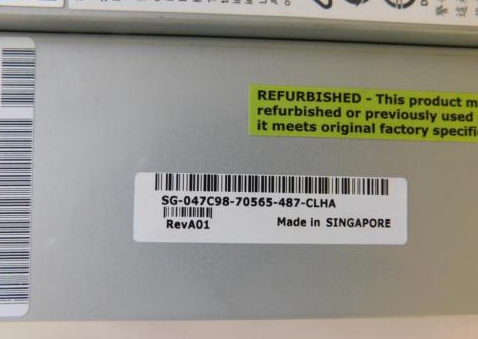 REFURBISHED - This product m
refurbished or previously used
it meets original factory specifi
SG-047C98-70565-487-CLHA
RevA01
Made in SINGAPORE